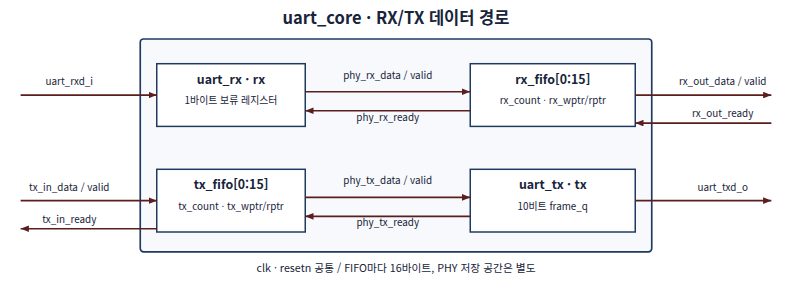 uart_core · RX/TX 데이터 경로
uart_rxd_i
uart_rx · rx
1바이트 보류 레지스터
phy_rx_data / valid
phy_rx_ready
rx_fifo[0:15]
rx_count · rx_wptr/rptr
rx_out_data / valid
rx_out_ready
tx_in_data / valid
tx_in_ready
tx_fifo[0:15]
tx_count · tx_wptr/rptr
phy_tx_data / valid
phy_tx_ready
uart_tx · tx
10비트 frame_q
uart_txd_o
clk · resetn 공통 / FIFO마다 16바이트, PHY 저장 공간은 별도